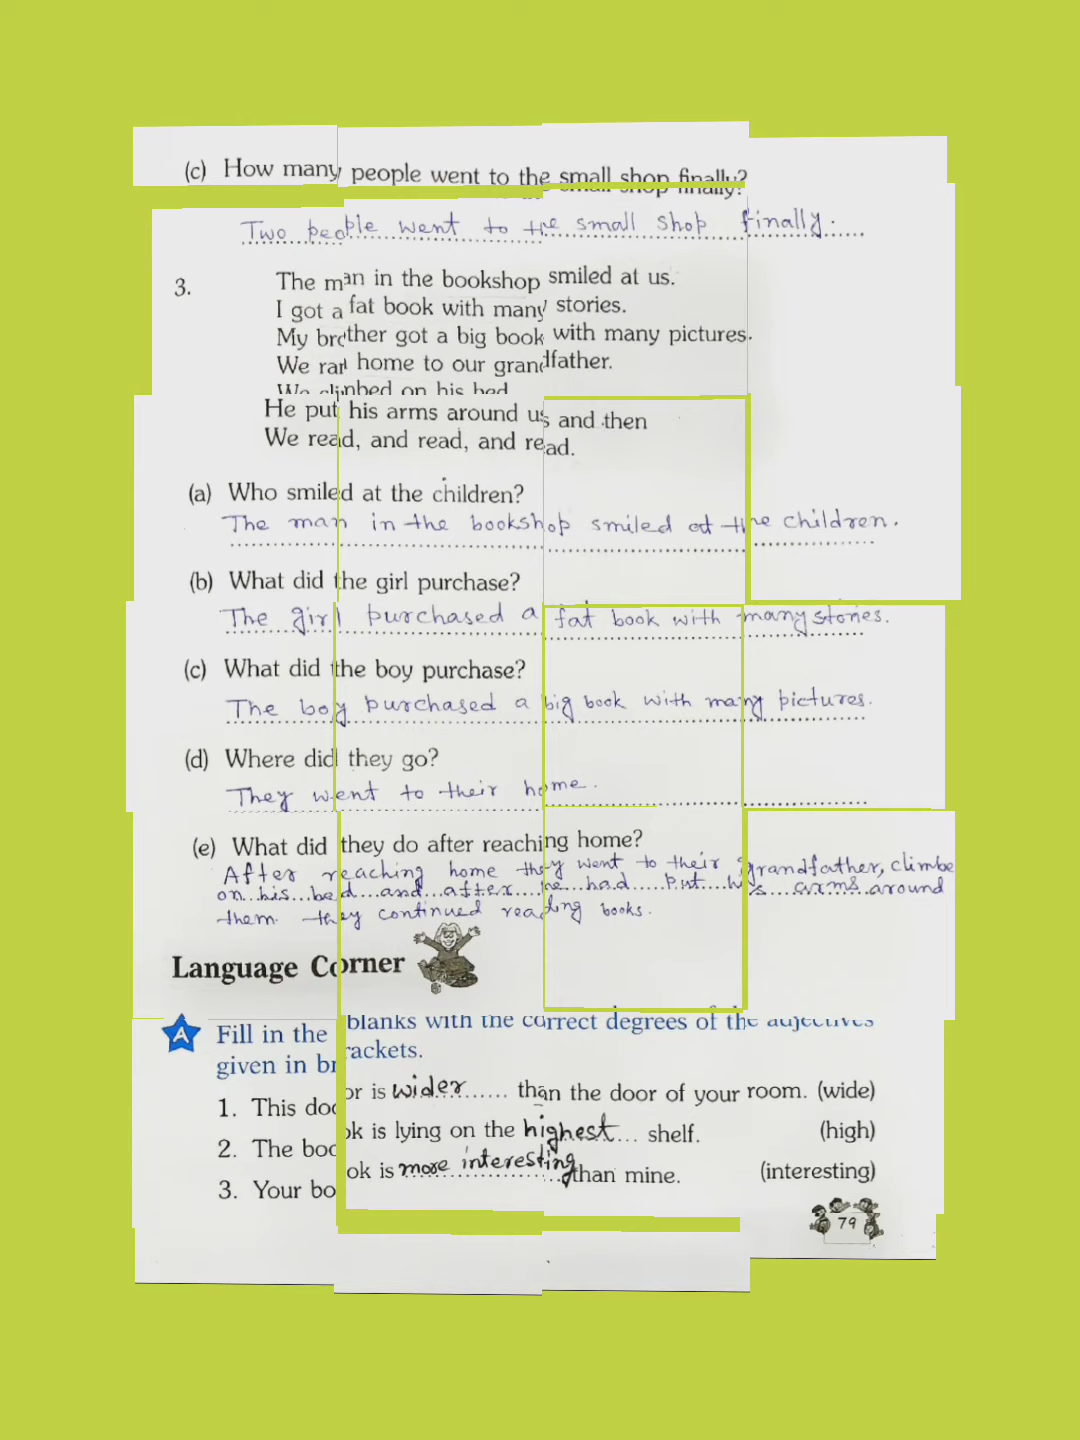 (c) How many people went to the small shop finally?
Two people went to the small shop finally.
3.
The man in the bookshop smiled at us.
I got a fat book with many stories.
My brother got a big book with many pictures.
We ran home to our grandfather.
We climbed on his bed
He put his arms around us and then
We read, and read, and read.
(a) Who smiled at the children?
The man in the bookshop smiled at the children.
(b) What did the girl purchase?
The girl purchased a fat book with many stories.
(c) What did the boy purchase?
The boy purchased a big book with many pictures.
(d) Where did they go?
They went to their home.
(e) What did they do after reaching home?
After reaching home they went to their grandfather, climbe
on his bed and after he had put his arms around
them they continued reading books.
Language Corner
A Fill in the blanks with the correct degrees of the adjectives
given in brackets.
1. This door is wider than the door of your room. (wide)
2. The book is lying on the highest shelf. (high)
3. Your book is more interesting than mine. (interesting)
79